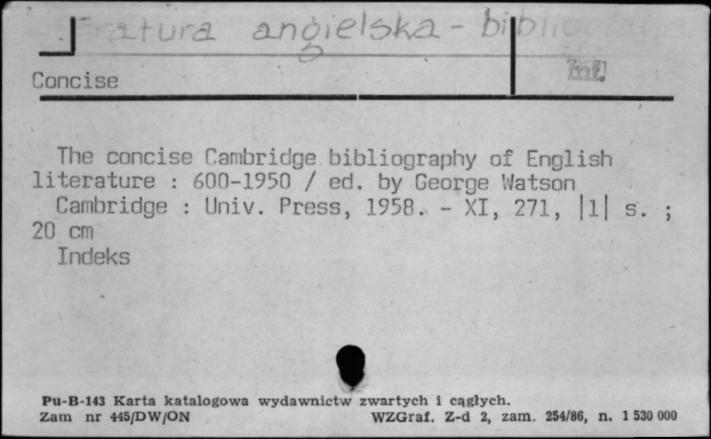 Literatura angielska - bibliografia
Inf.
Concise
The concise Cambridge bibliography of English
literature : 600-1950 / ed. by George Watson
Cambridge : Univ. Press, 1958. - XI, 271, |1| s. ;
20 cm
Indeks
Pu-B-143 Karta katalogowa wydawnictw zwartych i ciągłych.
Zam nr 445/DW/ON WZGraf. Z-d 2, zam. 254/86, n. 1 530 000